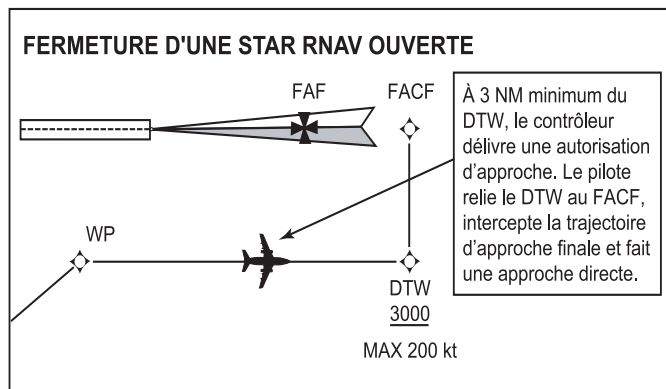 FERMETURE D'UNE STAR RNAV OUVERTE
FAF
FACF
À 3 NM minimum du
DTW, le contrôleur
délivre une autorisation
d'approche. Le pilote
relie le DTW au FACF,
intercepte la trajectoire
d'approche finale et fait
une approche directe.
WP
DTW
3000
MAX 200 kt